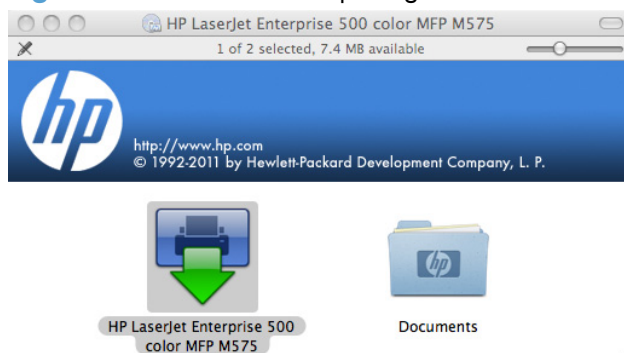 HP LaserJet Enterprise 500 color MFP M575
1 of 2 selected, 7.4 MB available
hp
http://www.hp.com
© 1992-2011 by Hewlett-Packard Development Company, L. P.
hp
HP LaserJet Enterprise 500
color MFP M575
Documents